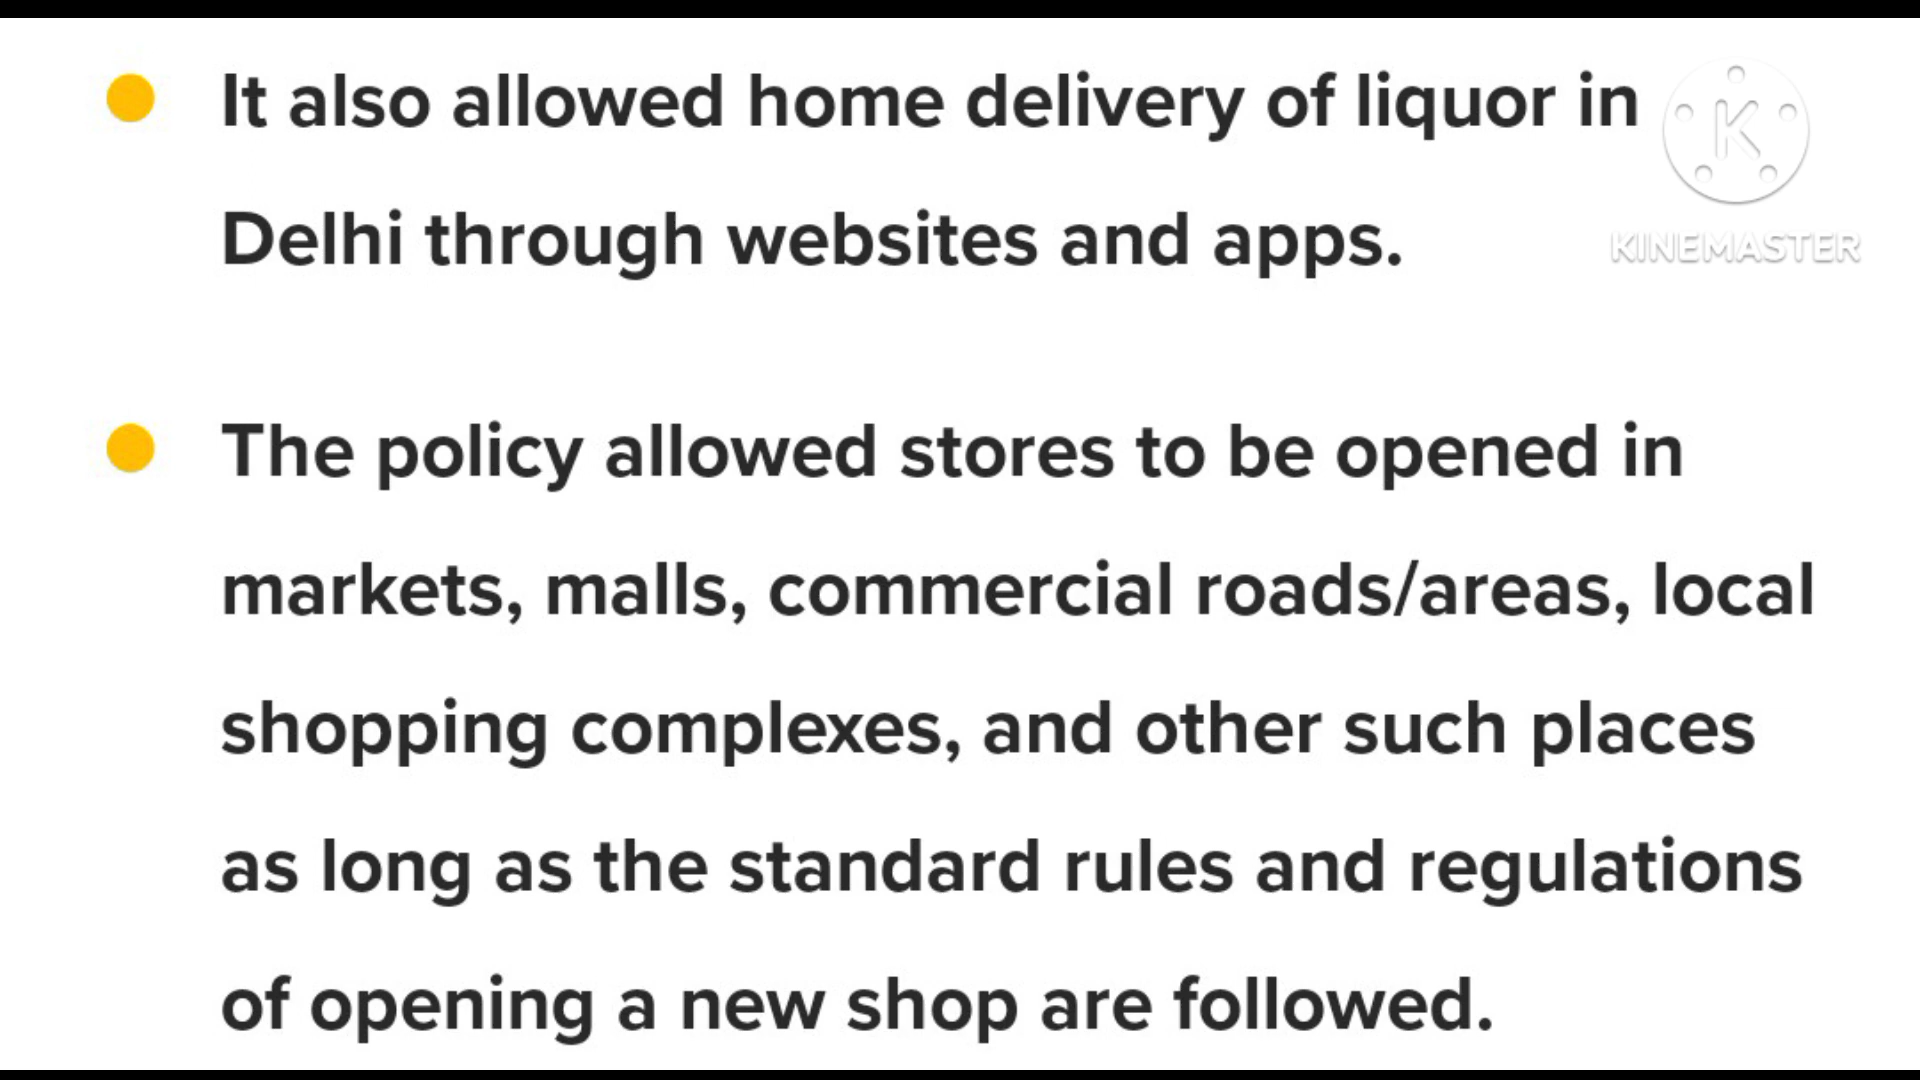 It also allowed home delivery of liquor in
Delhi through websites and apps.
K
KINEMASTER
The policy allowed stores to be opened in
markets, malls, commercial roads/areas, local
shopping complexes, and other such places
as long as the standard rules and regulations
of opening a new shop are followed.